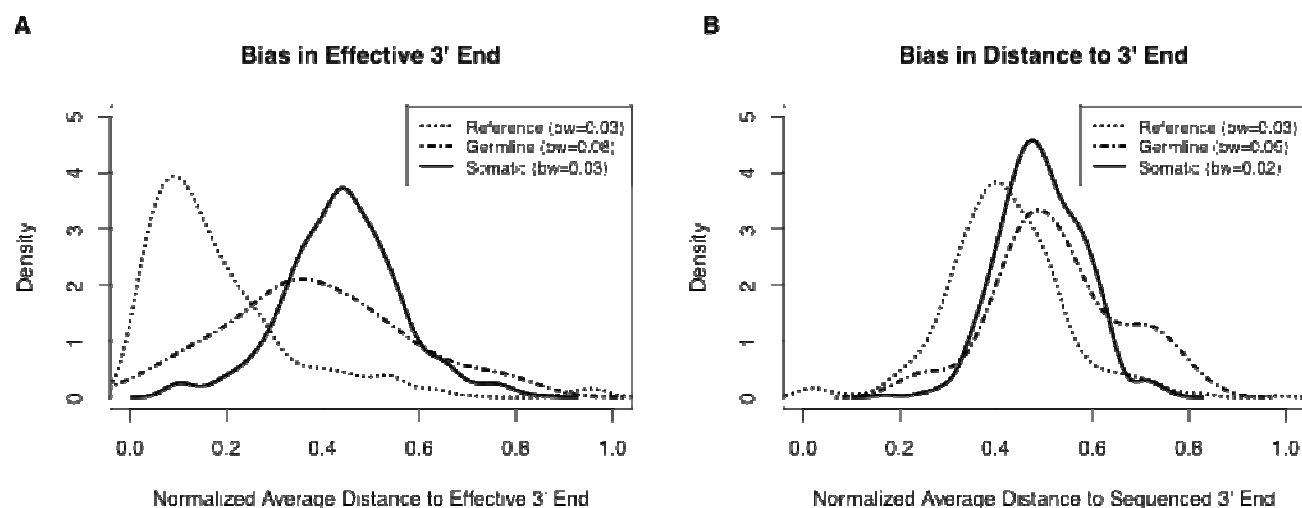 A
Bias in Effective 3' End
Reference (bw=0.03)
Germline (bw=0.08)
Somatic (bw=0.03)
Density
0 1 2 3 4 5
0.0 0.2 0.4 0.6 0.8 1.0
Normalized Average Distance to Effective 3' End
B
Bias in Distance to 3' End
Reference (bw=0.03)
Germline (bw=0.05)
Somatic (bw=0.02)
Density
0 1 2 3 4 5
0.0 0.2 0.4 0.6 0.8 1.0
Normalized Average Distance to Sequenced 3' End